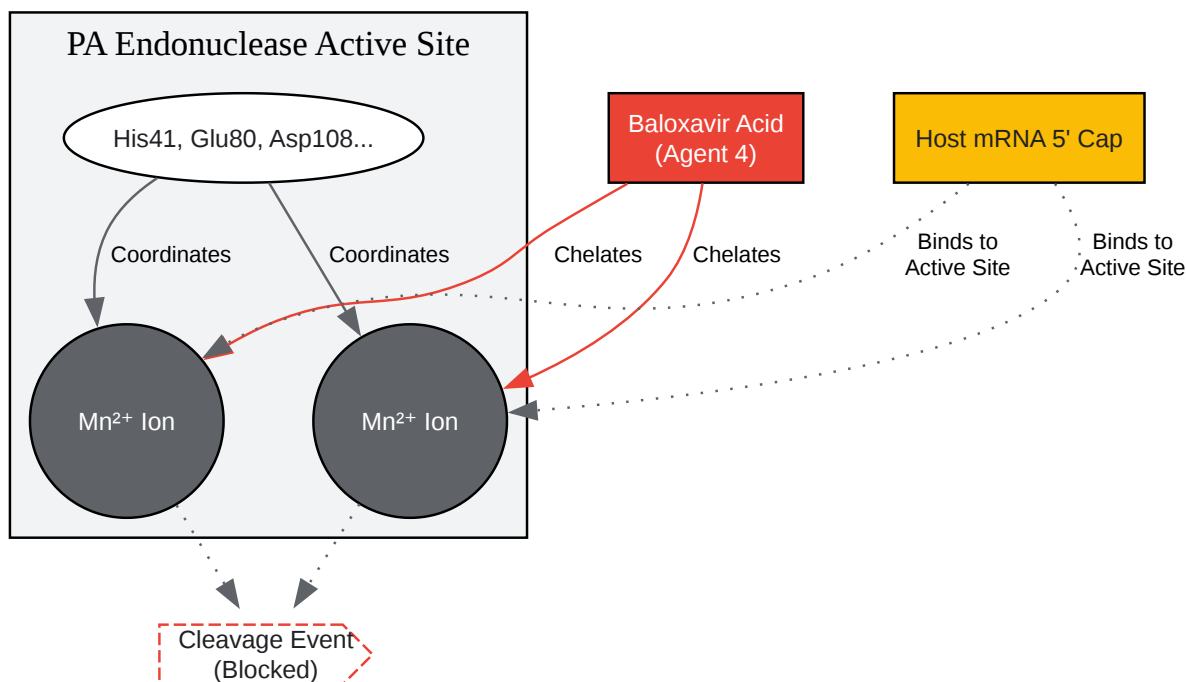 PA Endonuclease Active Site
His41, Glu80, Asp108...
Baloxavir Acid
(Agent 4)
Host mRNA 5' Cap
Coordinates
Coordinates
Chelates
Chelates
Binds to
Active Site
Binds to
Active Site
Mn²⁺ Ion
Mn²⁺ Ion
Cleavage Event
(Blocked)